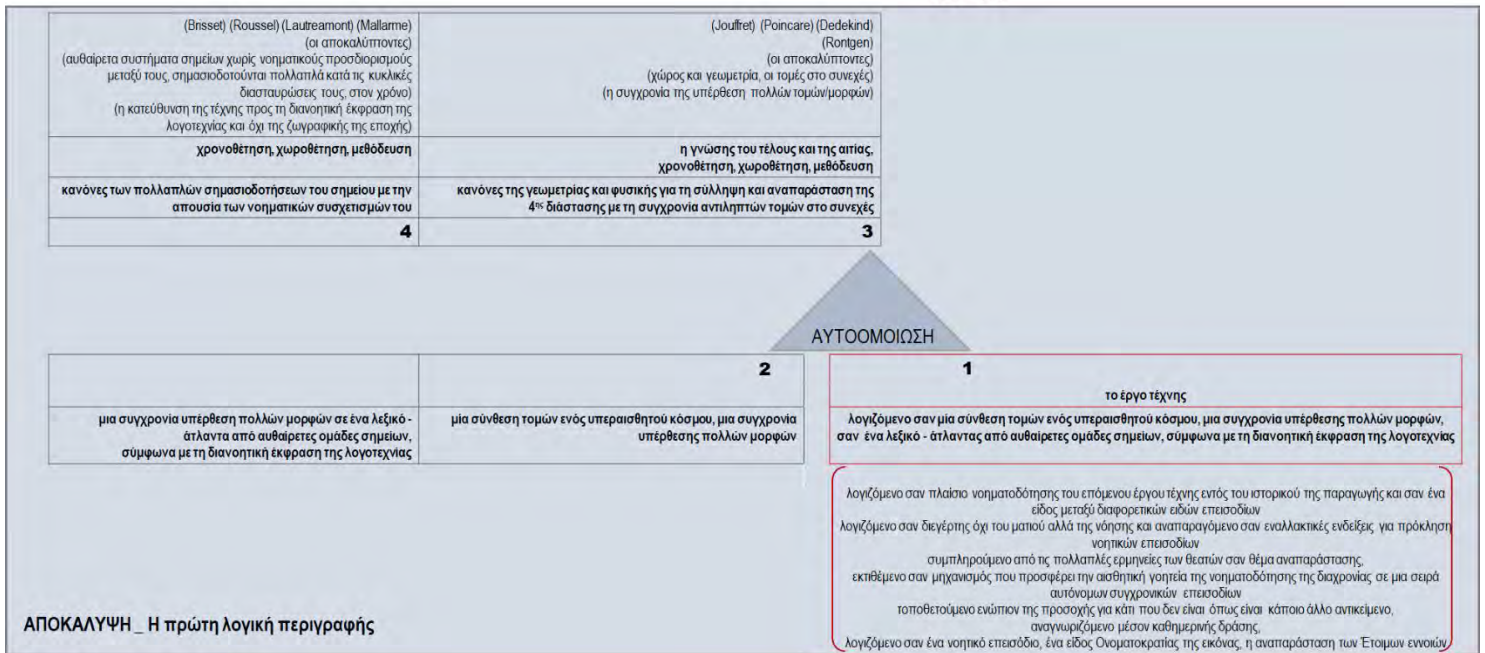 (Brisset) (Roussel) (Lautreamont) (Mallarme)
(οι αποκαλύπτοντες)
(αυθαίρετα συστήματα σημείων χωρίς νοηματικούς προσδιορισμούς
μεταξύ τους, σημασιοδοτούνται πολλαπλά κατά τις κυκλικές
διασταυρώσεις τους, στον χρόνο)
(η κατεύθυνση της τέχνης προς τη διανοητική έκφραση της
λογοτεχνίας και όχι της ζωγραφικής της εποχής)
χρονοθέτηση, χωροθέτηση, μεθόδευση
κανόνες των πολλαπλών σημασιοδοτήσεων του σημείου με την
απουσία των νοηματικών συσχετισμών του
4
(Jouffret) (Poincare) (Dedekind)
(Rontgen)
(οι αποκαλύπτοντες)
(χώρος και γεωμετρία, οι τομές στο συνεχές)
(η συγχρονία της υπέρθεση πολλών τομών/μορφών)
η γνώσης του τέλους και της αιτίας,
χρονοθέτηση, χωροθέτηση, μεθόδευση
κανόνες της γεωμετρίας και φυσικής για τη σύλληψη και αναπαράσταση της
4ης διάστασης με τη συγχρονία αντιληπτών τομών στο συνεχές
3
ΑΥΤΟΟΜΟΙΩΣΗ
μια συγχρονία υπέρθεση πολλών μορφών σε ένα λεξικό -
άτλαντα από αυθαίρετες ομάδες σημείων,
σύμφωνα με τη διανοητική έκφραση της λογοτεχνίας
2
μία σύνθεση τομών ενός υπεραισθητού κόσμου, μια συγχρονία
υπέρθεσης πολλών μορφών
1
το έργο τέχνης
λογιζόμενο σαν μία σύνθεση τομών ενός υπεραισθητού κόσμου, μια συγχρονία υπέρθεσης πολλών μορφών,
σαν ένα λεξικό - άτλαντας από αυθαίρετες ομάδες σημείων, σύμφωνα με τη διανοητική έκφραση της λογοτεχνίας
λογιζόμενο σαν πλαίσιο νοηματοδότησης του επόμενου έργου τέχνης εντός του ιστορικού της παραγωγής και σαν ένα
είδος μεταξύ διαφορετικών ειδών επεισοδίων
λογιζόμενο σαν διεγέρτης όχι του ματιού αλλά της νόησης και αναπαραγόμενο σαν εναλλακτικές ενδείξεις για πρόκληση
νοητικών επεισοδίων
συμπληρούμενο από τις πολλαπλές ερμηνείες των θεατών σαν θέμα αναπαράστασης,
εκτιθέμενο σαν μηχανισμός που προσφέρει την αισθητική γοητεία της νοηματοδότησης της διαχρονίας σε μια σειρά
αυτόνομων συγχρονικών επεισοδίων
τοποθετούμενο ενώπιον της προσοχής για κάτι που δεν είναι όπως είναι κάποιο άλλο αντικείμενο,
αναγνωριζόμενο μέσον καθημερινής δράσης,
λογιζόμενο σαν ένα νοητικό επεισόδιο, ένα είδος Ονοματοκρατίας της εικόνας, η αναπαράσταση των Έτοιμων εννοιών
ΑΠΟΚΑΛΥΨΗ _ Η πρώτη λογική περιγραφής